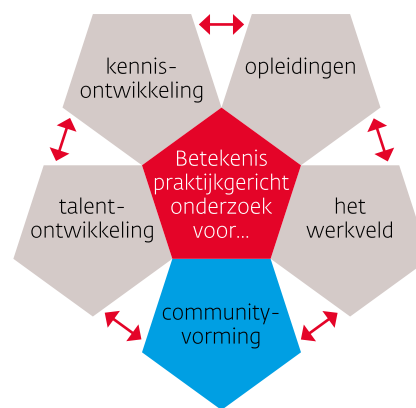 kennis-
ontwikkeling
opleidingen
Betekenis
praktijkgericht
onderzoek
voor...
talent-
ontwikkeling
het
werkveld
community-
vorming